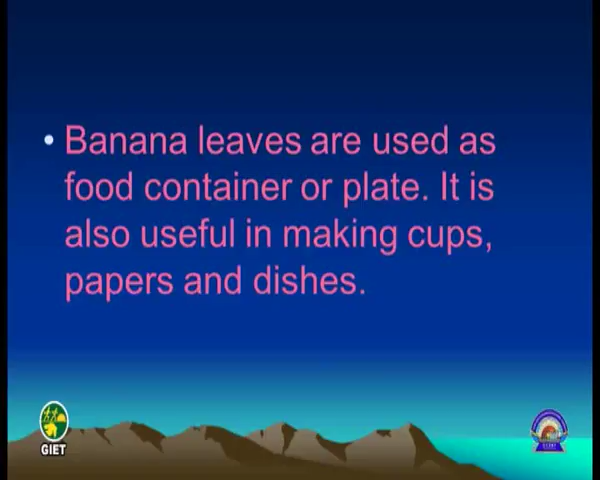 • Banana leaves are used as
food container or plate. It is
also useful in making cups,
papers and dishes.
GIET